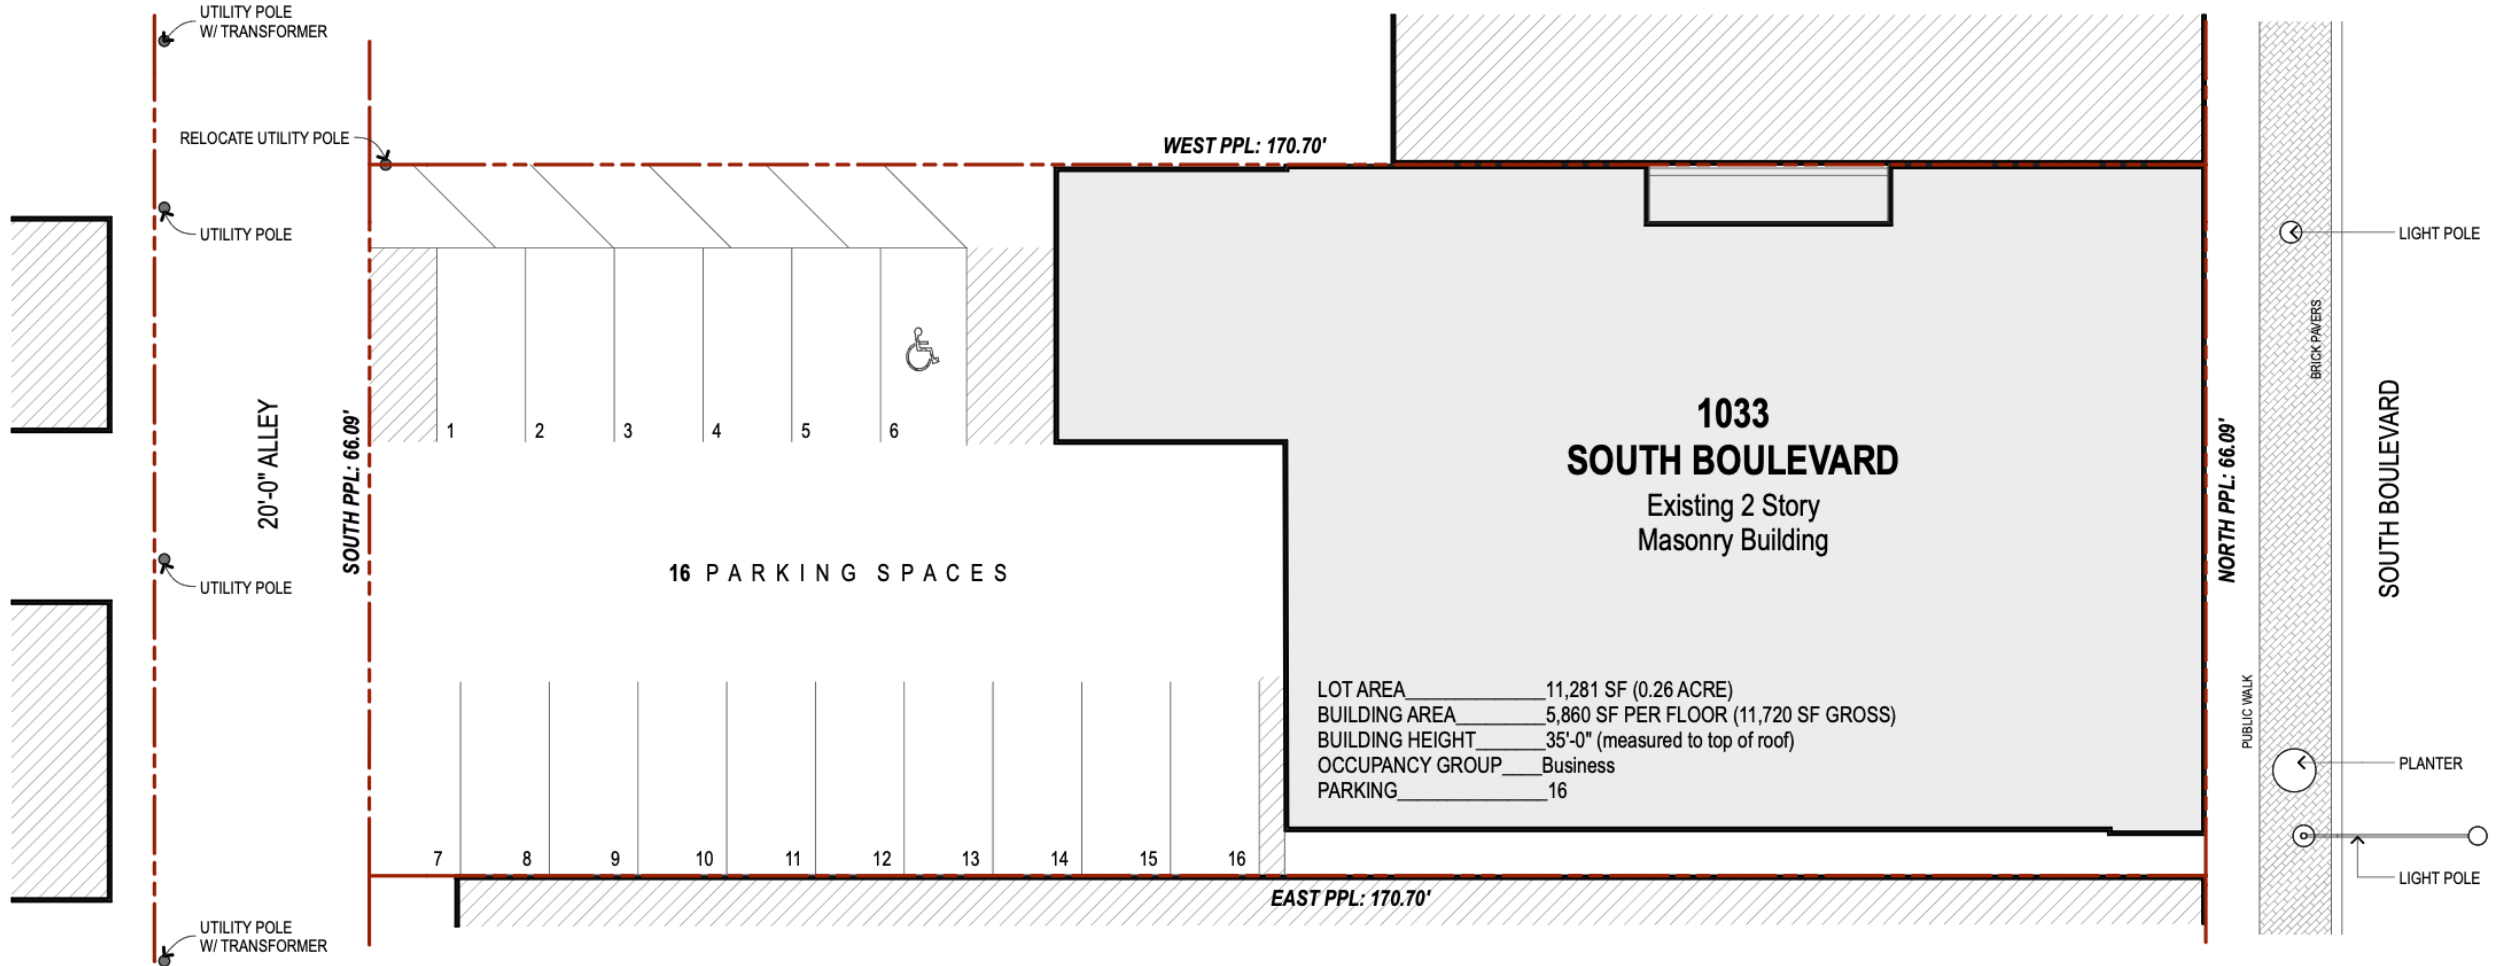 UTILITY POLE
W/ TRANSFORMER
RELOCATE UTILITY POLE
WEST PPL: 170.70'
UTILITY POLE
LIGHT POLE
BRICK PAVERS
20'-0" ALLEY
SOUTH PPL: 66.09'
1
2
3
4
5
6
1033
SOUTH BOULEVARD
Existing 2 Story
Masonry Building
NORTH PPL: 66.09'
SOUTH BOULEVARD
UTILITY POLE
16 PARKING SPACES
LOT AREA______________11,281 SF (0.26 ACRE)
BUILDING AREA_________5,860 SF PER FLOOR (11,720 SF GROSS)
BUILDING HEIGHT_______35'-0" (measured to top of roof)
OCCUPANCY GROUP____Business
PARKING_______________16
PUBLIC WALK
PLANTER
7
8
9
10
11
12
13
14
15
16
LIGHT POLE
EAST PPL: 170.70'
UTILITY POLE
W/ TRANSFORMER